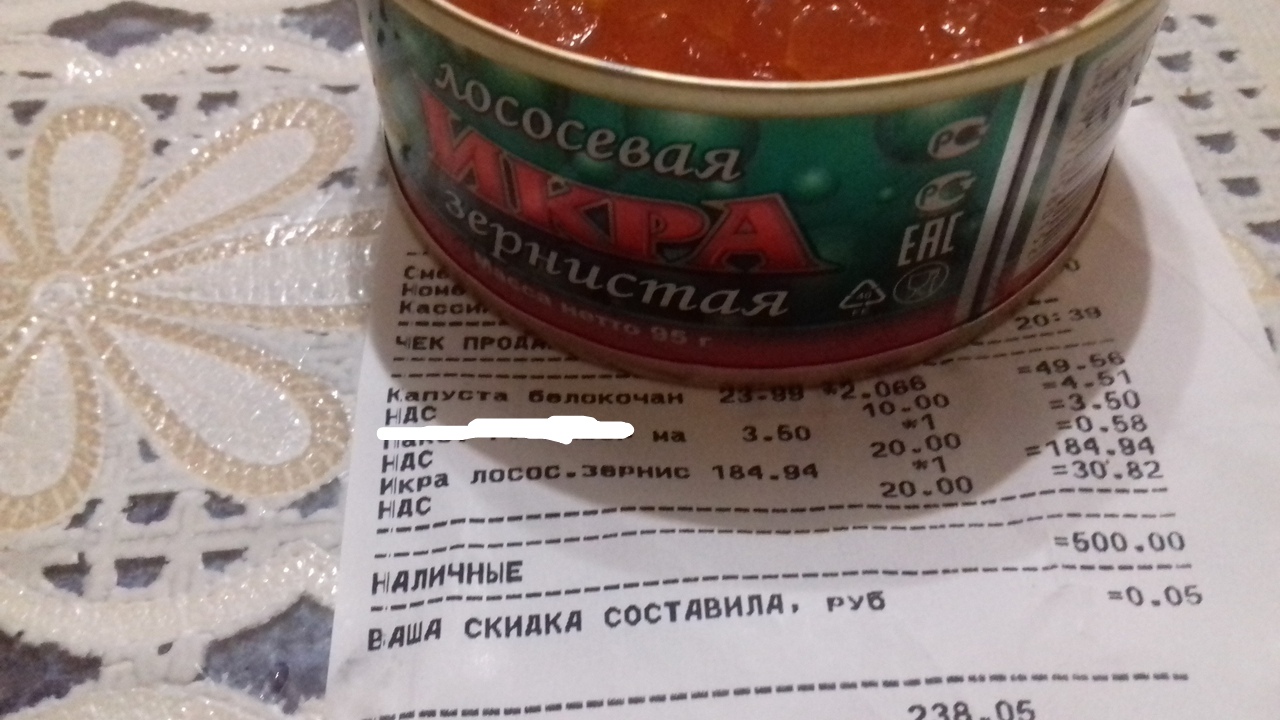 лососевая
ИКРА
зернистая
масса нетто 95 г
РС
РС
ЕАС
20:39
ЧЕК
Капуста белокочан 23.99 *2.066 =49.56
НДС 10.00 =4.51
ма 3.50 *1 =3.50
НДС 20.00 =0.58
Икра лосос.зернис 184.94 *1 =184.94
НДС 20.00 =30.82
НАЛИЧНЫЕ =500.00
ВАША СКИДКА СОСТАВИЛА, РУБ =0.05
238.05